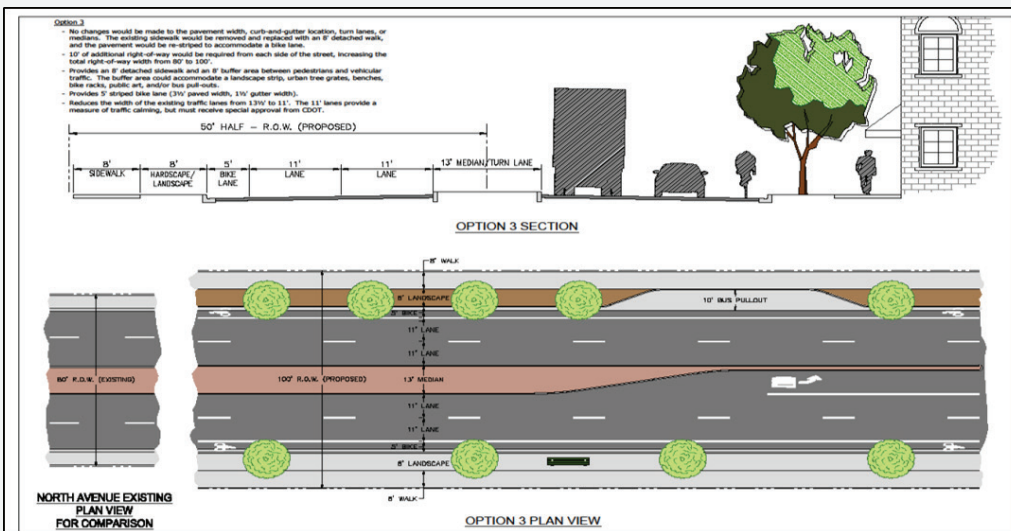 Option 3
- No changes would be made to the pavement width, curb-and-gutter location, turn lanes, or
medians. The existing sidewalk would be removed and replaced with an 8' detached walk,
and the pavement would be re-striped to accommodate a bike lane.
- 10' of additional right-of-way would be required from each side of the street, increasing the
total right-of-way width from 80' to 100'.
- Provides an 8' detached sidewalk and an 8' buffer area between pedestrians and vehicular
traffic. The buffer area could accommodate a landscape strip, urban tree grates, benches,
bike racks, public art, and/or bus pull-outs.
- Provides 5' striped bike lane (3½' paved width, 1½' gutter width).
- Reduces the width of the existing traffic lanes from 13½' to 11'. The 11' lanes provide a
measure of traffic calming, but must receive special approval from CDOT.
50' HALF - R.O.W. (PROPOSED)
8'
SIDEWALK
8'
HARDSCAPE/
LANDSCAPE
5'
BIKE
LANE
11'
LANE
11'
LANE
13' MEDIAN/TURN LANE
OPTION 3 SECTION
8' WALK
8' LANDSCAPE
5' BIKE
11' LANE
11' LANE
10' BUS PULLOUT
80' R.O.W. (EXISTING)
100' R.O.W. (PROPOSED)
13' MEDIAN
11' LANE
11' LANE
5' BIKE
8' LANDSCAPE
8' WALK
NORTH AVENUE EXISTING
PLAN VIEW
FOR COMPARISON
OPTION 3 PLAN VIEW